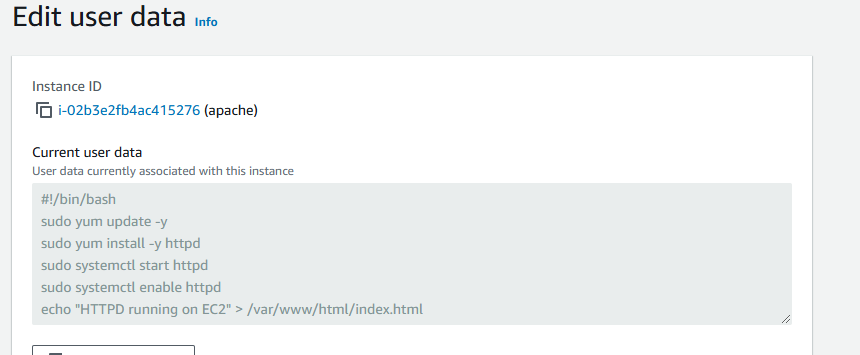 Edit user data Info
Instance ID
i-02b3e2fb4ac415276 (apache)
Current user data
User data currently associated with this instance
#!/bin/bash
sudo yum update -y
sudo yum install -y httpd
sudo systemctl start httpd
sudo systemctl enable httpd
echo "HTTPD running on EC2" > /var/www/html/index.html